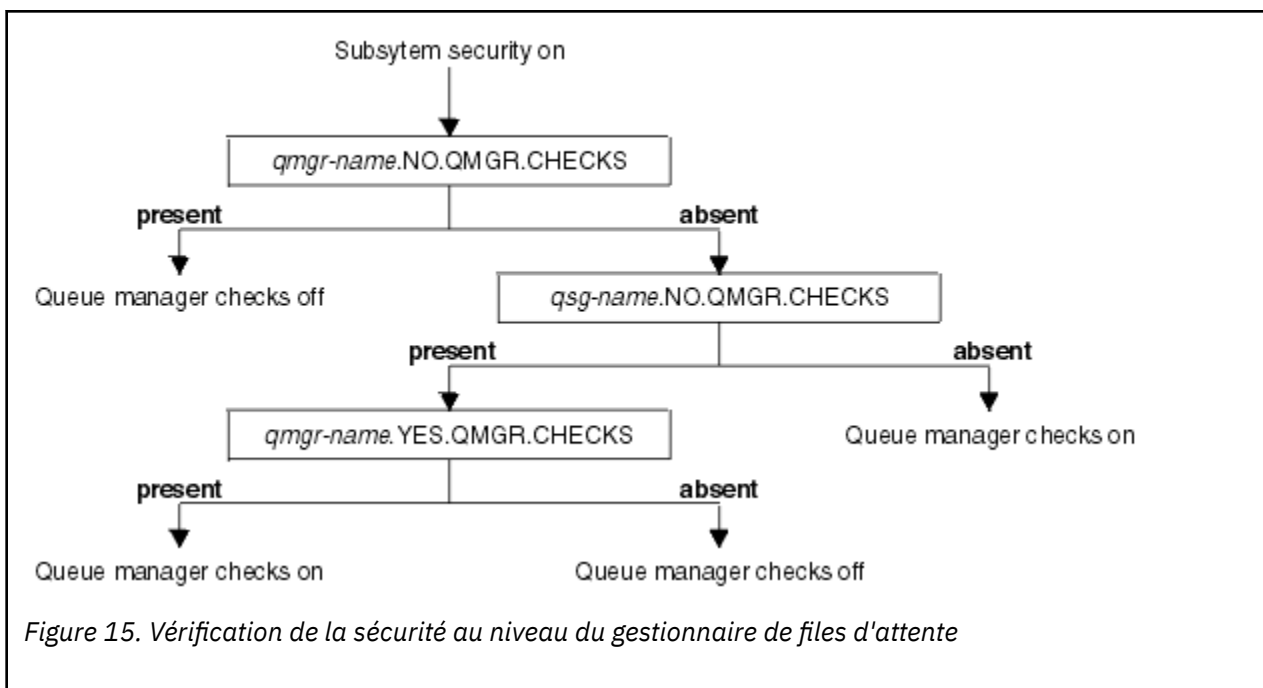 Subsytem security on
qmgr-name.NO.QMGR.CHECKS
present
absent
Queue manager checks off
qsg-name.NO.QMGR.CHECKS
present
absent
qmgr-name.YES.QMGR.CHECKS
Queue manager checks on
present
absent
Queue manager checks on
Queue manager checks off
Figure 15. Vérification de la sécurité au niveau du gestionnaire de files d'attente